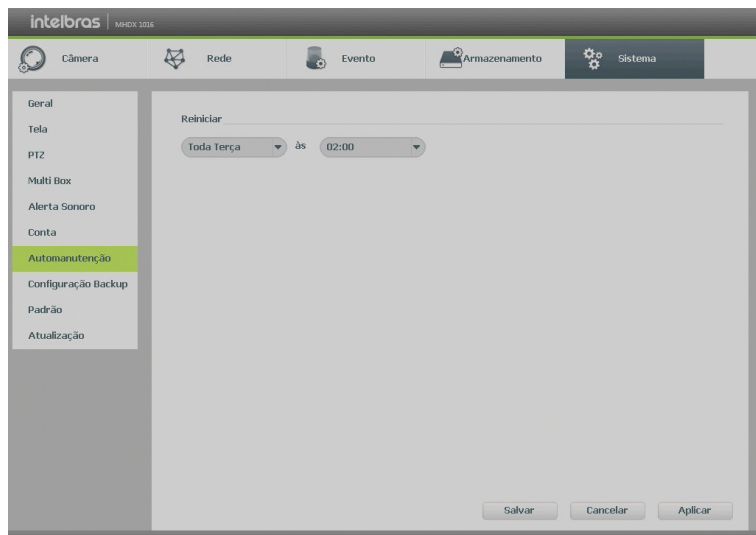 intelbras | MHDX 1016
Câmera
Rede
Evento
Armazenamento
Sistema
Geral
Tela
PTZ
Multi Box
Alerta Sonoro
Conta
Automanutenção
Configuração Backup
Padrão
Atualização
Reiniciar
Toda Terça às 02:00
Salvar
Cancelar
Aplicar